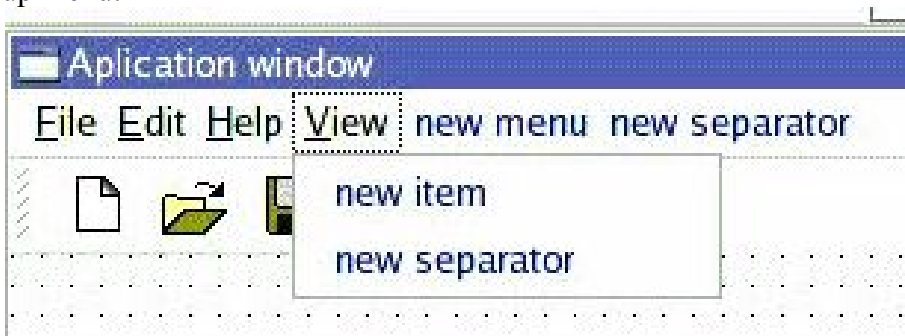 Aplication window
File Edit Help View new menu new separator
new item
new separator